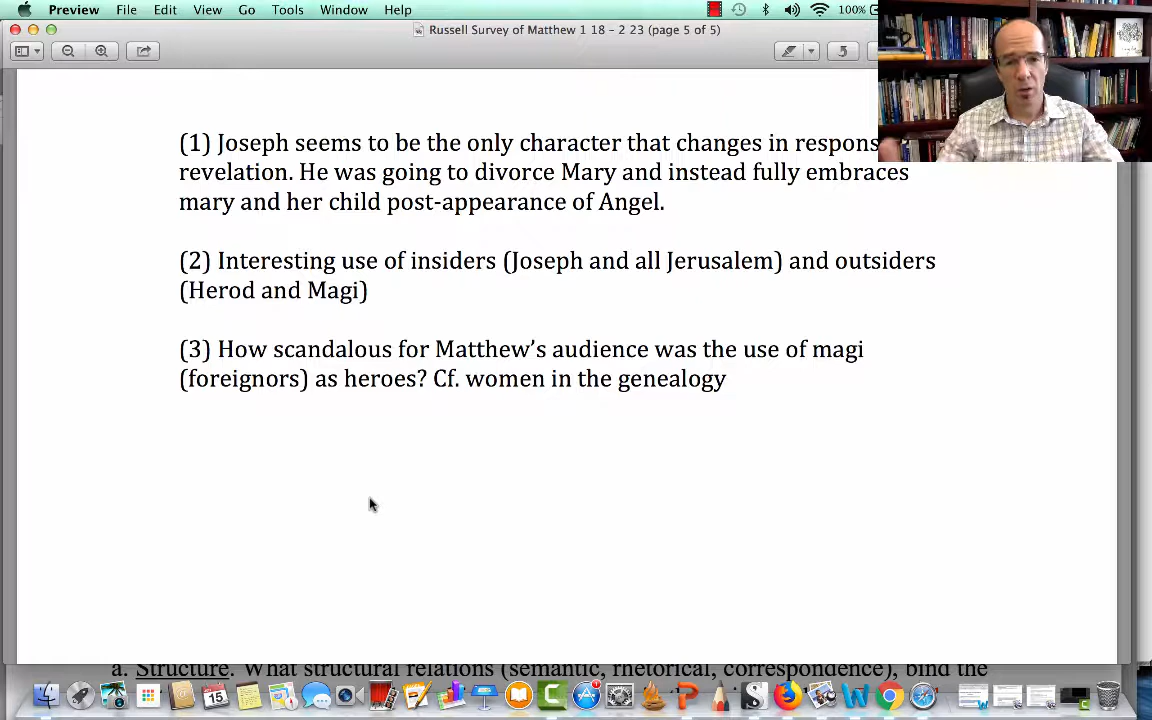 Preview File Edit View Go Tools Window Help 100%
Russell Survey of Matthew 1 18 - 2 23 (page 5 of 5)
(1) Joseph seems to be the only character that changes in respons
revelation. He was going to divorce Mary and instead fully embraces
mary and her child post-appearance of Angel.
(2) Interesting use of insiders (Joseph and all Jerusalem) and outsiders
(Herod and Magi)
(3) How scandalous for Matthew's audience was the use of magi
(foreignors) as heroes? Cf. women in the genealogy
a. Structure. What structural relations (semantic, rhetorical, correspondence), bind the
15